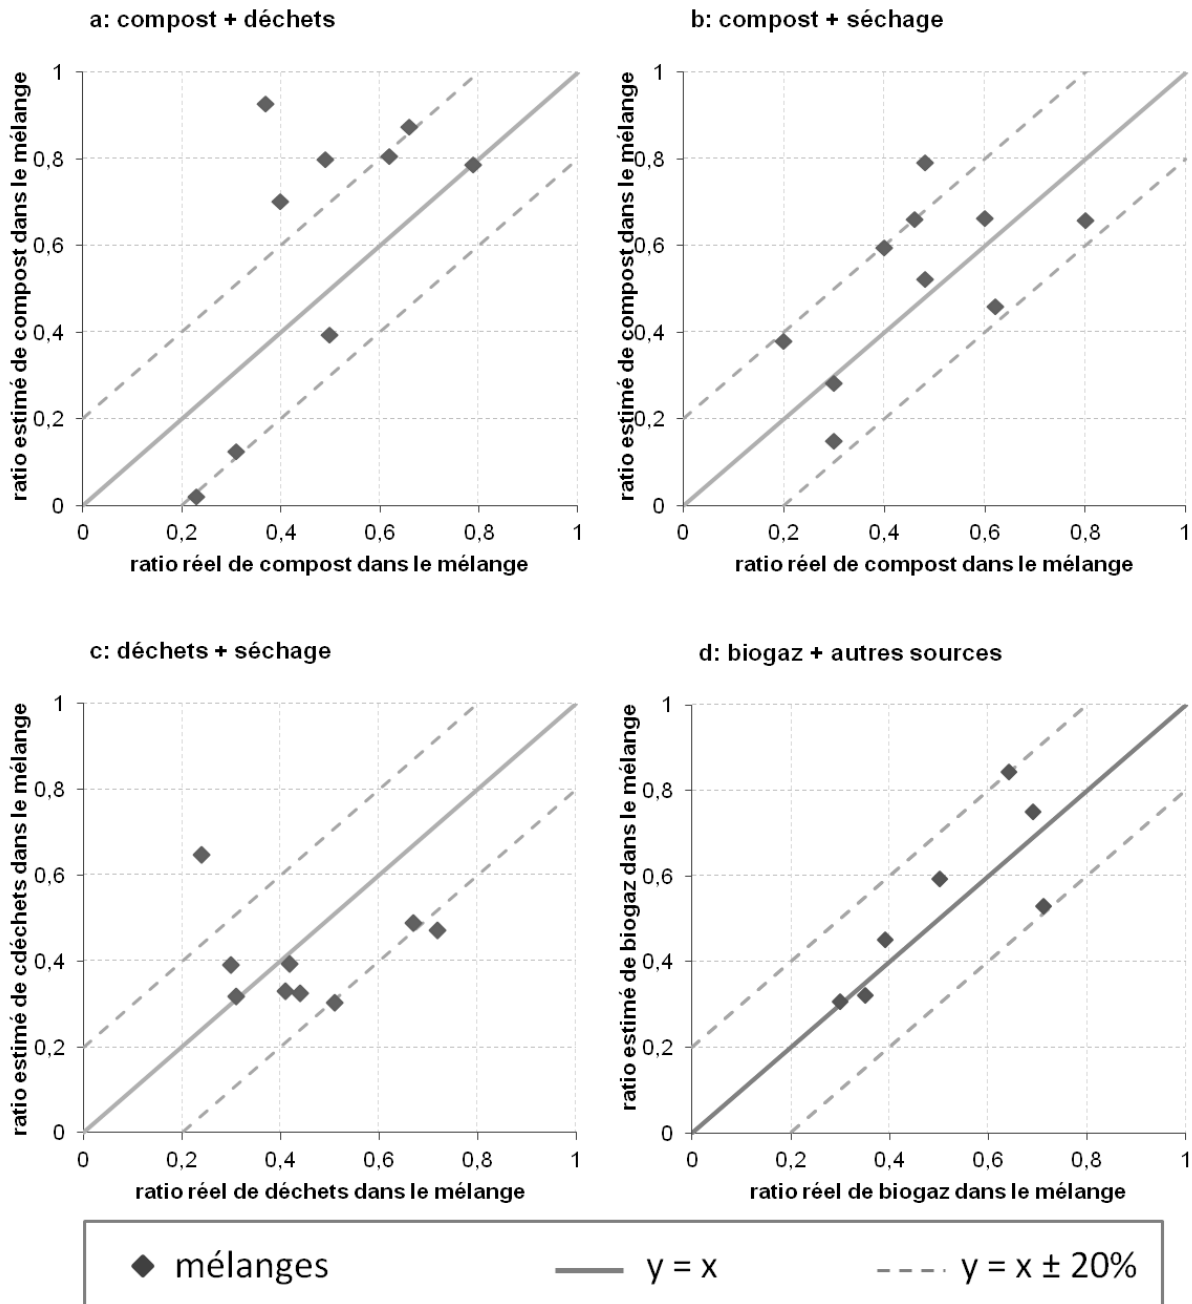 a: compost + déchets
ratio estimé de compost dans le mélange
1
0,8
0,6
0,4
0,2
0
0 0,2 0,4 0,6 0,8 1
ratio réel de compost dans le mélange
b: compost + séchage
ratio estimé de compost dans le mélange
1
0,8
0,6
0,4
0,2
0
0 0,2 0,4 0,6 0,8 1
ratio réel de compost dans le mélange
c: déchets + séchage
ratio estimé de cdéchets dans le mélange
1
0,8
0,6
0,4
0,2
0
0 0,2 0,4 0,6 0,8 1
ratio réel de déchets dans le mélange
d: biogaz + autres sources
ratio estimé de biogaz dans le mélange
1
0,8
0,6
0,4
0,2
0
0 0,2 0,4 0,6 0,8 1
ratio réel de biogaz dans le mélange
mélanges y = x y = x ± 20%